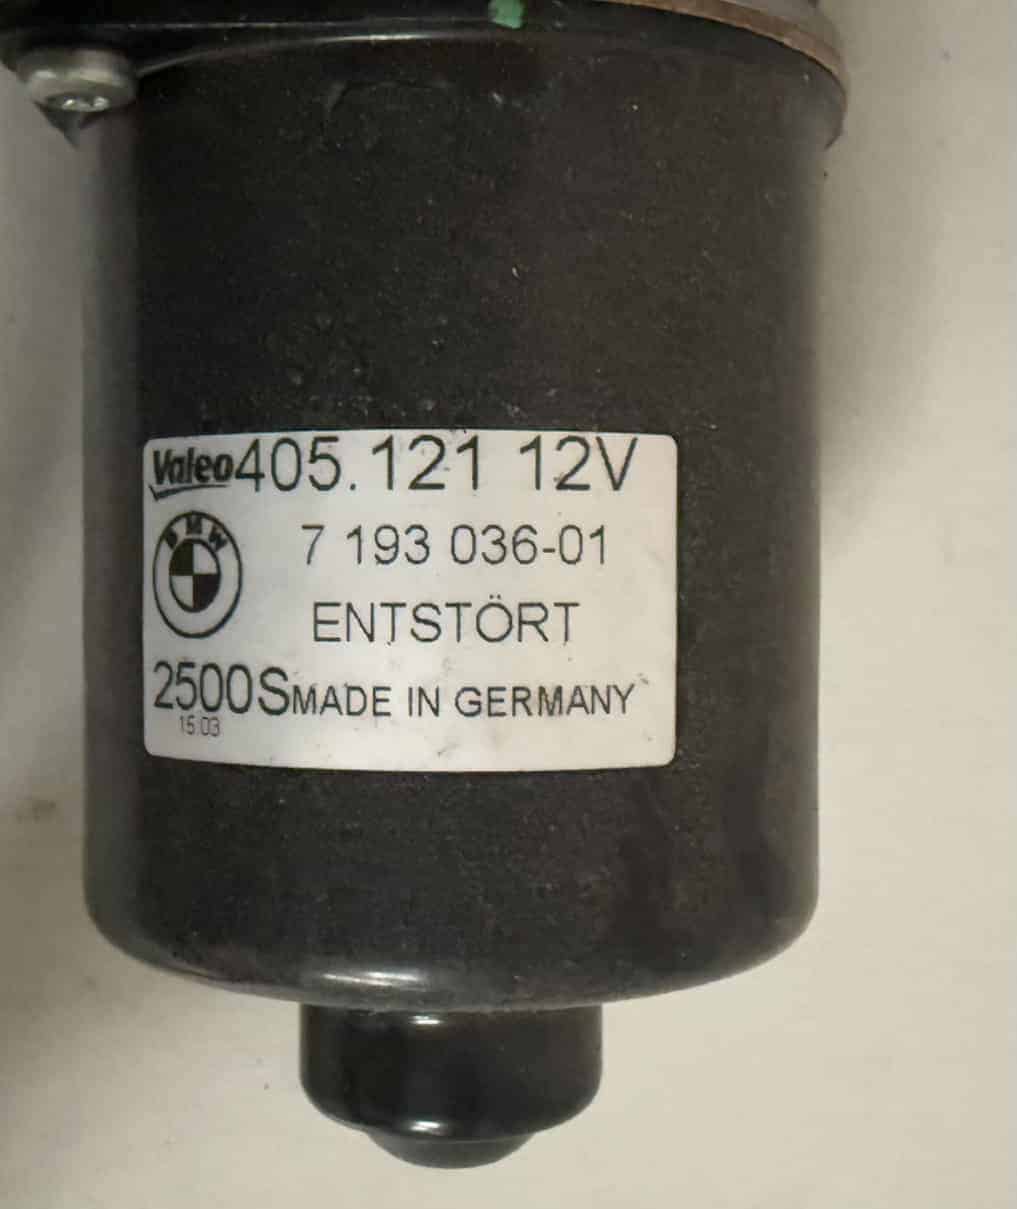 Valeo 405.121 12V
BMW
7 193 036-01
ENTSTÖRT
2500S MADE IN GERMANY
15.03